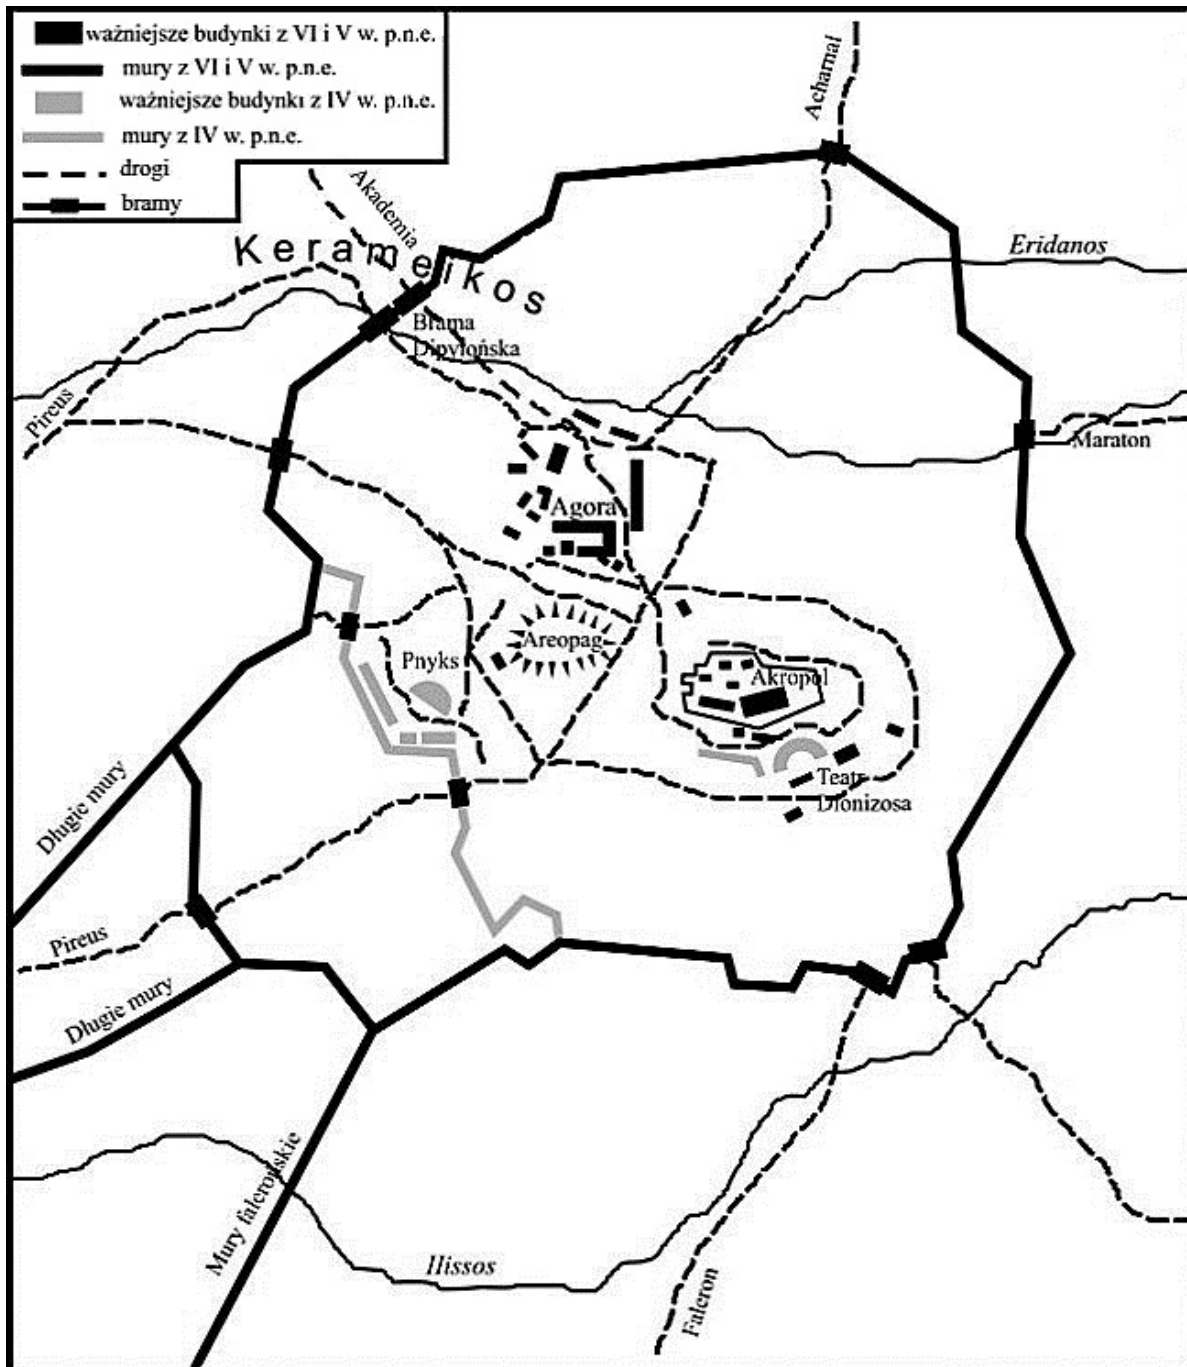 ważniejsze budynki z VI i V w. p.n.e.
mury z VI i V w. p.n.e.
ważniejsze budynki z IV w. p.n.e.
mury z IV w. p.n.e.
drogi
bramy
Acharnai
Akademia
Kerameikos
Eridanos
Brama
Dipylońska
Pireus
Maraton
Agora
Areopag
Pnyks
Akropol
Teatr
Dionizosa
Długie mury
Pireus
Długie mury
Mury falerońskie
Ilissos
Faleron